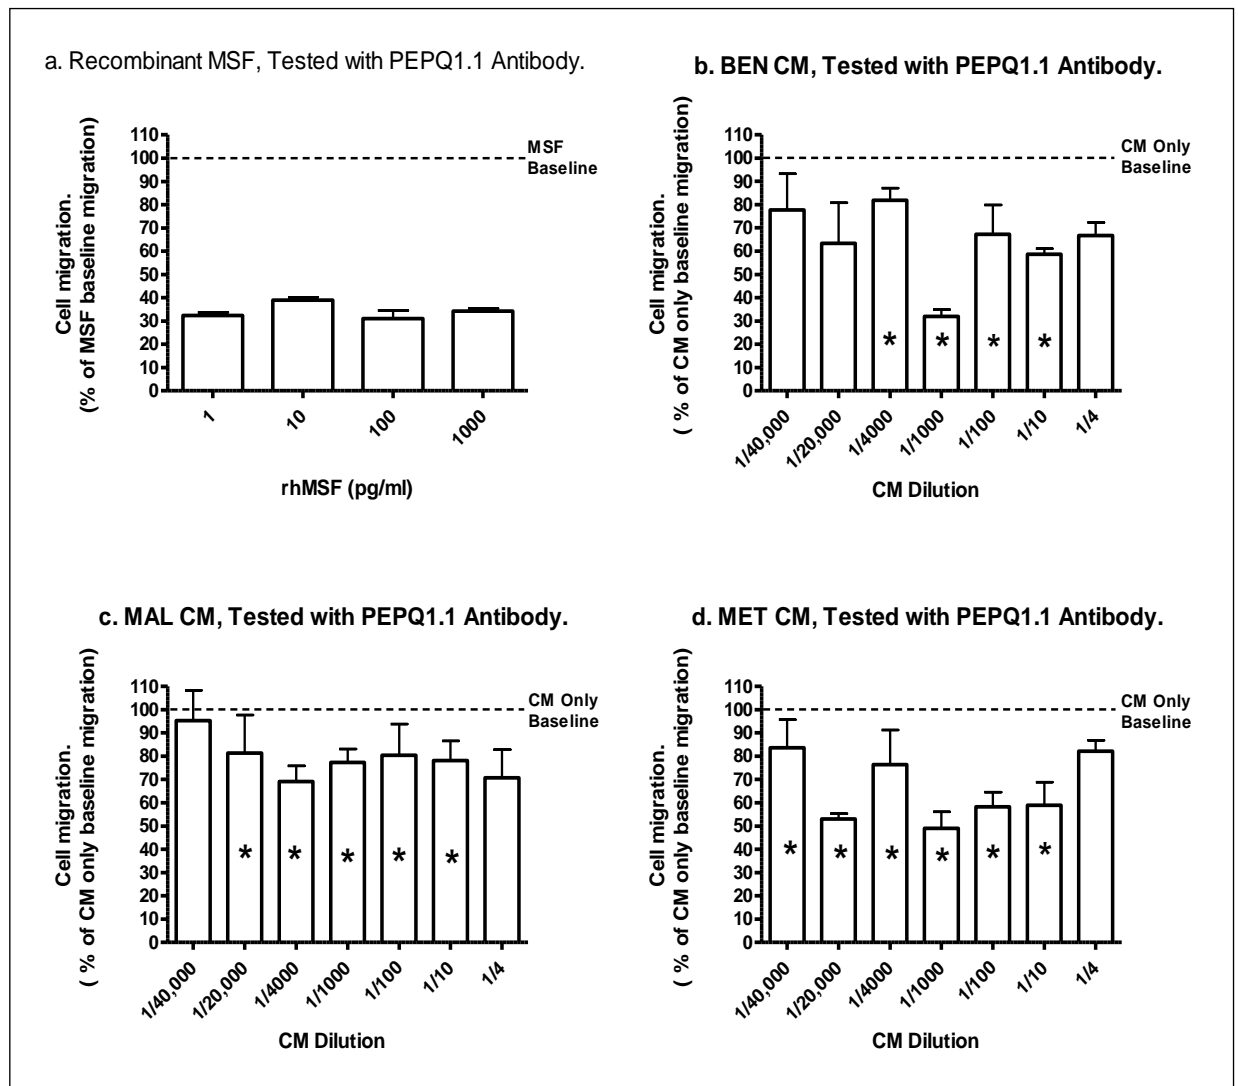 a. Recombinant MSF, Tested with PEPQ1.1 Antibody.
Cell migration.
(% of MSF baseline migration)
110
100
90
80
70
60
50
40
30
20
10
0
MSF
Baseline
1
10
100
1000
rhMSF (pg/ml)
b. BEN CM, Tested with PEPQ1.1 Antibody.
Cell migration.
( % of CM only baseline migration)
110
100
90
80
70
60
50
40
30
20
10
0
CM Only
Baseline
* * * *
1/40,000
1/20,000
1/4000
1/1000
1/100
1/10
1/4
CM Dilution
c. MAL CM, Tested with PEPQ1.1 Antibody.
Cell migration.
( % of CM only baseline migration)
110
100
90
80
70
60
50
40
30
20
10
0
CM Only
Baseline
* * * * *
1/40,000
1/20,000
1/4000
1/1000
1/100
1/10
1/4
CM Dilution
d. MET CM, Tested with PEPQ1.1 Antibody.
Cell migration.
( % of CM only baseline migration)
110
100
90
80
70
60
50
40
30
20
10
0
CM Only
Baseline
* * * * * *
1/40,000
1/20,000
1/4000
1/1000
1/100
1/10
1/4
CM Dilution